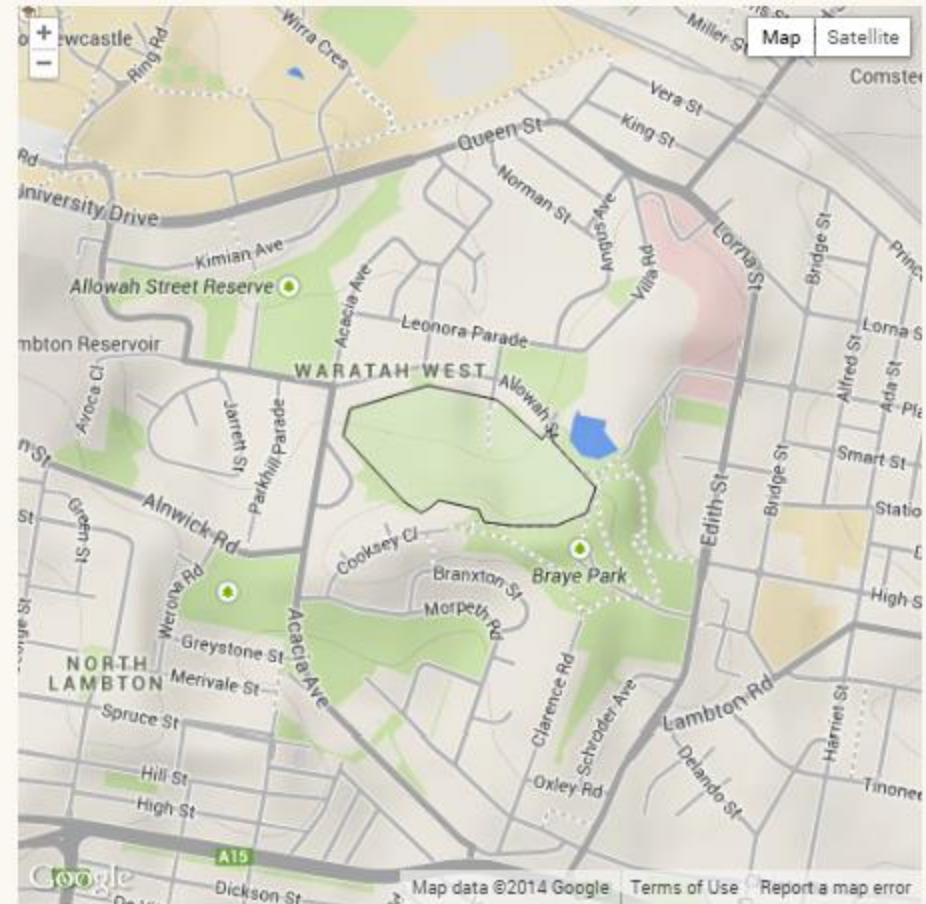 +
−
Map
Satellite
ewcastle
Ring Rd
Wirra Cres
Miller St
Vera St
King St
Queen St
Rd
University Drive
Norman St
Angus Ave
Villa Rd
Lorna St
Bridge St
Kimian Ave
Allowah Street Reserve
Acacia Ave
Leonora Parade
Lorna S
mbton Reservoir
WARATAH WEST
Allowah St
Alfred St
Ada St
Avoca Cl
Jarrett St
Parkhill Parade
Smart St
Bridge St
Edith St
n St
Alnwick Rd
Statio
St
Green St
Cooksey Cl
Branxton St
Braye Park
High S
Werona Rd
Morpeth Rd
Acacia Ave
Greystone St
NORTH
LAMBTON
Merivale St
Clarence Rd
Schroder Ave
Lambton Rd
Harriet St
Spruce St
Hill St
High St
Oxley Rd
Delando St
Tinonee
A15
Google
Dickson St
Map data ©2014 Google
Terms of Use
Report a map error